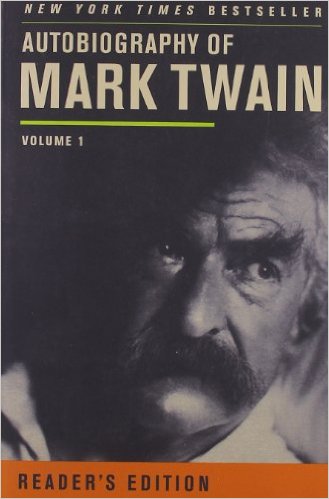 NEW YORK TIMES BESTSELLER
AUTOBIOGRAPHY OF
MARK TWAIN
VOLUME 1
READER'S EDITION